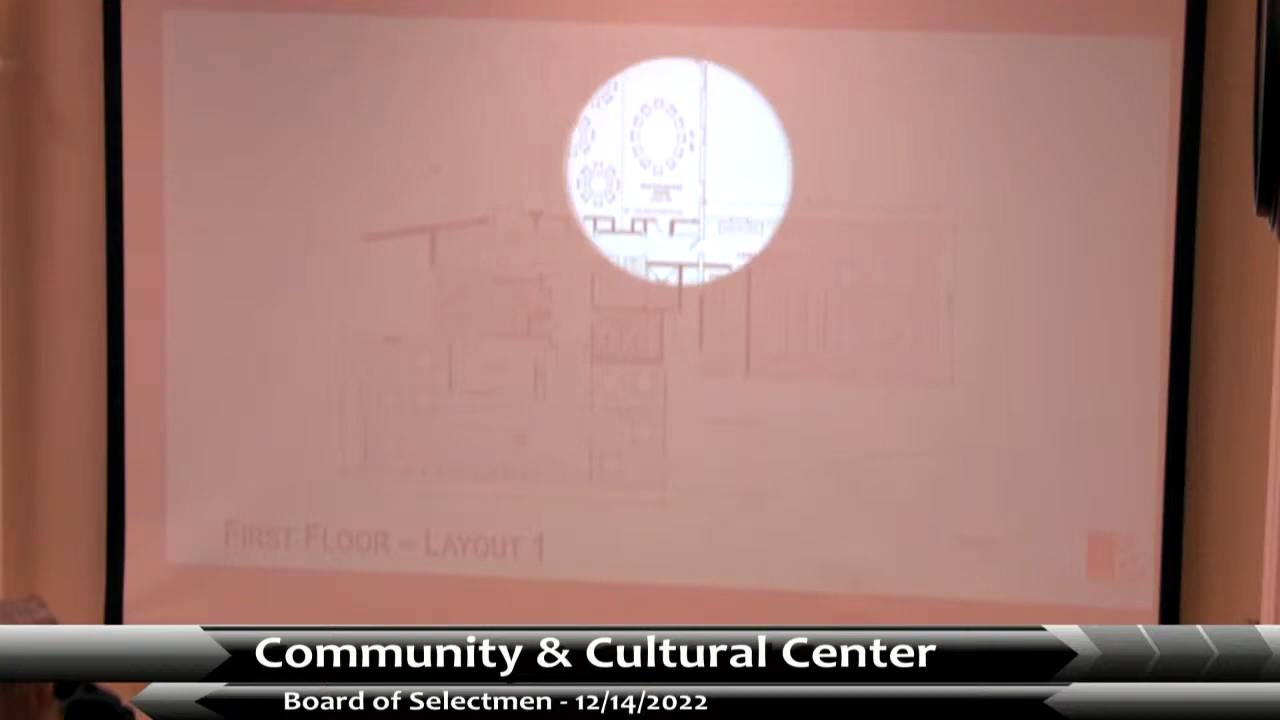 FIRST FLOOR – LAYOUT 1
Community & Cultural Center
Board of Selectmen - 12/14/2022